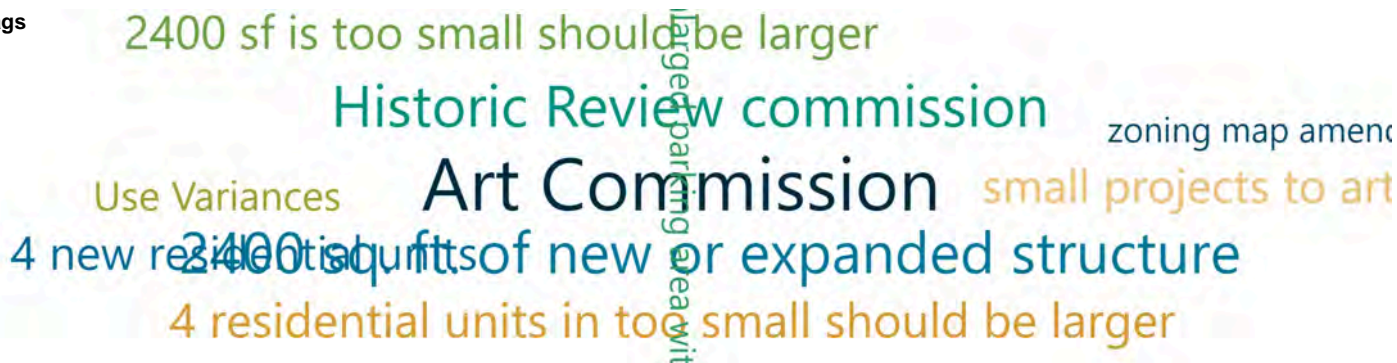 gs
2400 sf is too small should be larger
Historic Review commission
zoning map amend
Art Commission
small projects to art
Use Variances
4 new residential units
2400 sq. ft. of new or expanded structure
4 residential units in too small should be larger
larged parking area wit